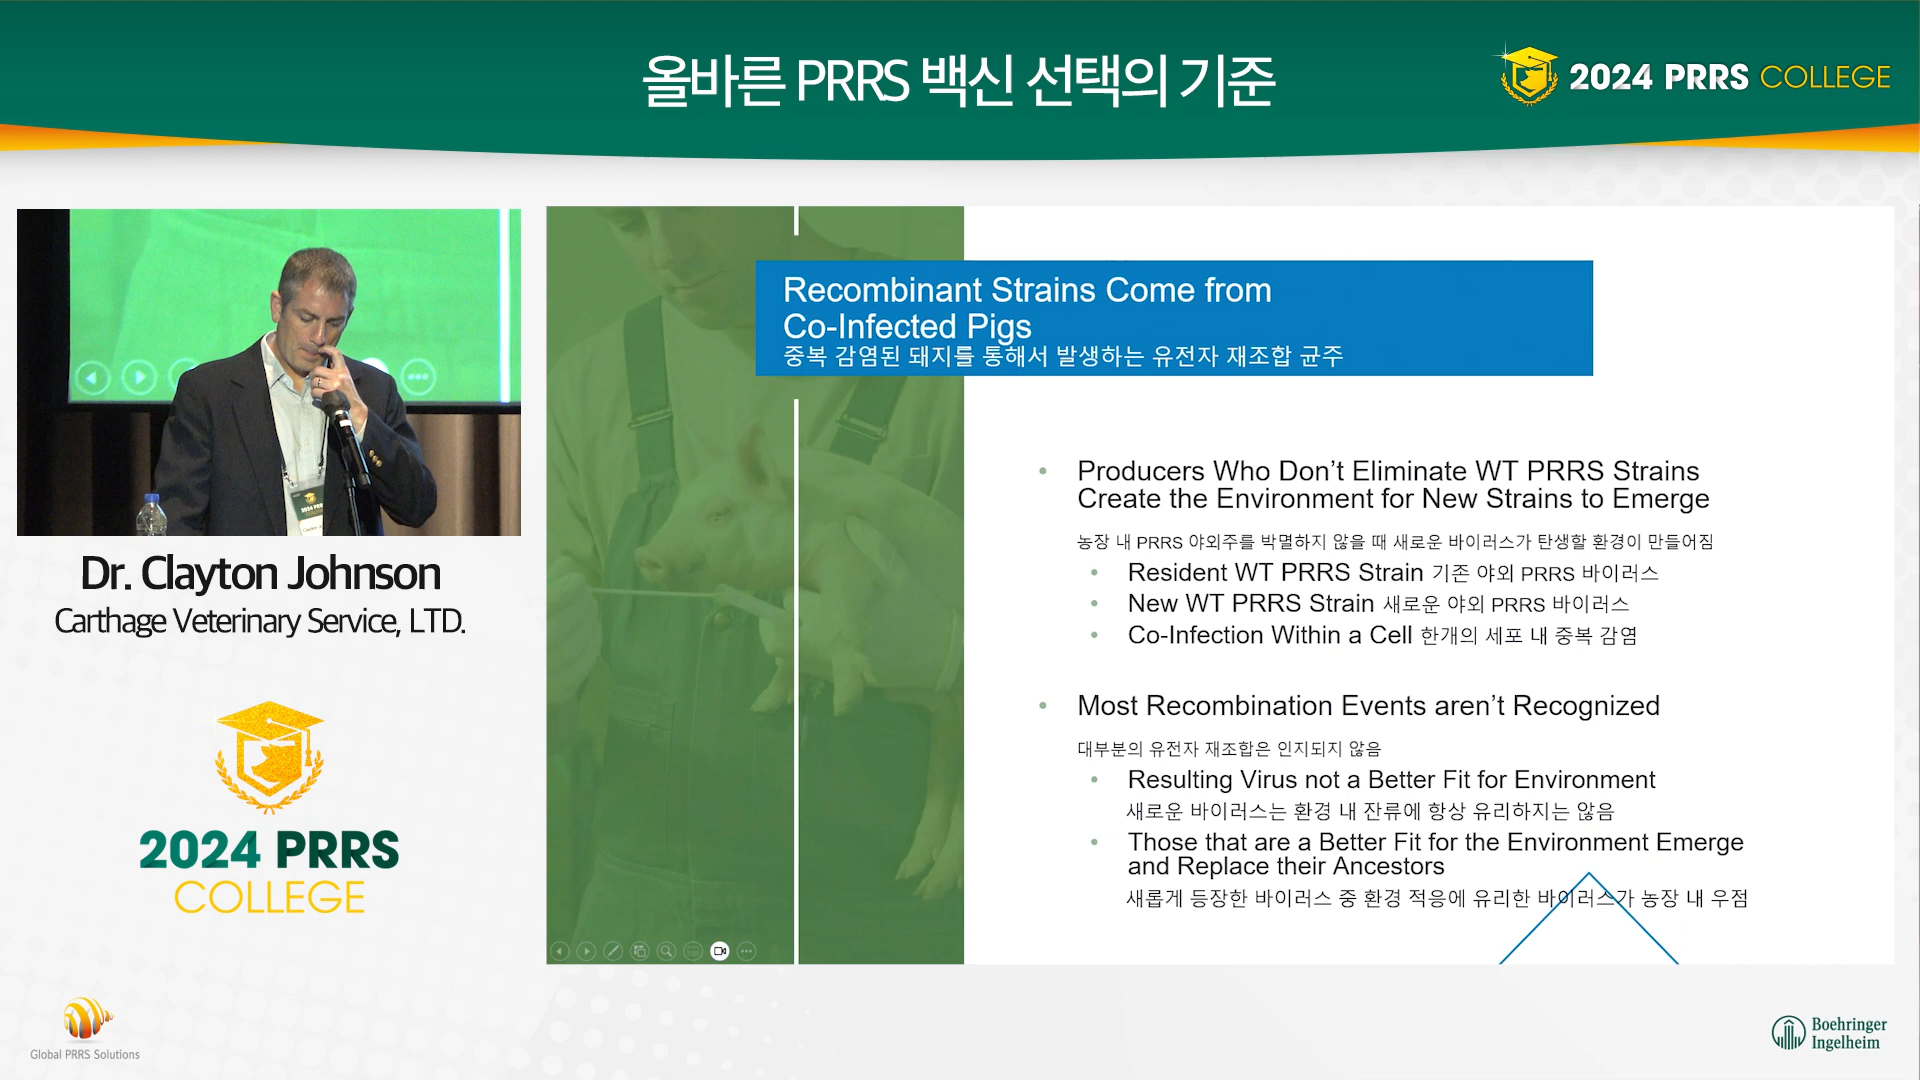 올바른 PRRS 백신 선택의 기준
2024 PRRS COLLEGE
Recombinant Strains Come from
Co-Infected Pigs
중복 감염된 돼지를 통해서 발생하는 유전자 재조합 균주
Dr. Clayton Johnson
Carthage Veterinary Service, LTD.
• Producers Who Don’t Eliminate WT PRRS Strains
Create the Environment for New Strains to Emerge
농장 내 PRRS 야외주를 박멸하지 않을 때 새로운 바이러스가 탄생할 환경이 만들어짐
• Resident WT PRRS Strain 기존 야외 PRRS 바이러스
• New WT PRRS Strain 새로운 야외 PRRS 바이러스
• Co-Infection Within a Cell 한개의 세포 내 중복 감염
• Most Recombination Events aren’t Recognized
대부분의 유전자 재조합은 인지되지 않음
• Resulting Virus not a Better Fit for Environment
새로운 바이러스는 환경 내 잔류에 항상 유리하지는 않음
• Those that are a Better Fit for the Environment Emerge
and Replace their Ancestors
새롭게 등장한 바이러스 중 환경 적응에 유리한 바이러스가 농장 내 우점
2024 PRRS
COLLEGE
Global PRRS Solutions
Boehringer
Ingelheim